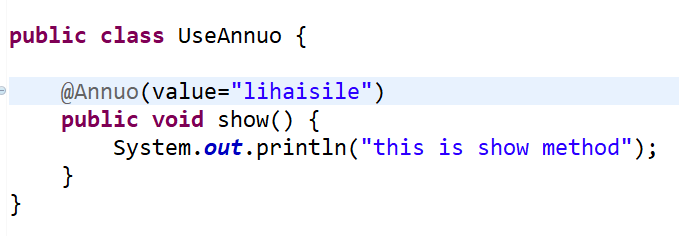 public class UseAnnuo {
@Annuo(value="lihaisile")
public void show() {
System.out.println("this is show method");
}
}